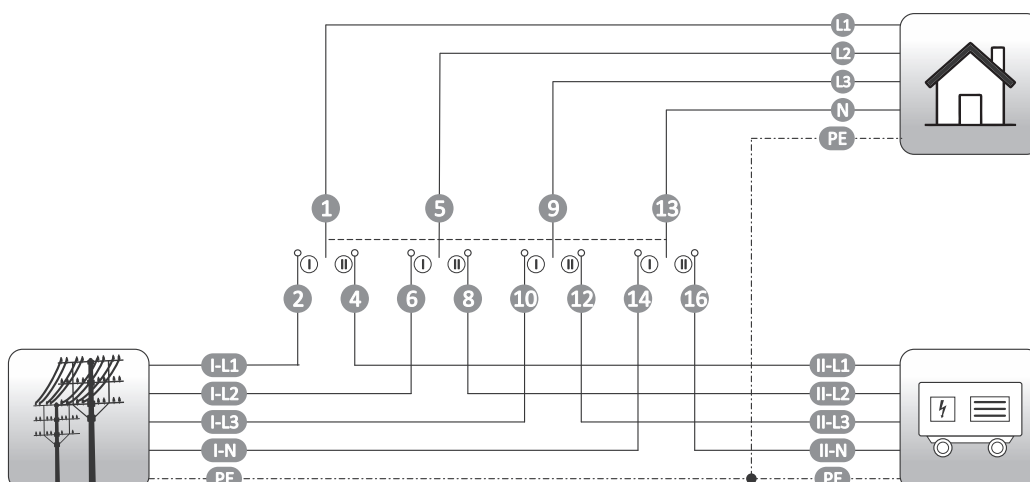 L1
L2
L3
N
PE
1 5 9 13
I II I II I II I II
2 4 6 8 10 12 14 16
I-L1 II-L1
I-L2 II-L2
I-L3 II-L3
I-N II-N
PE PE